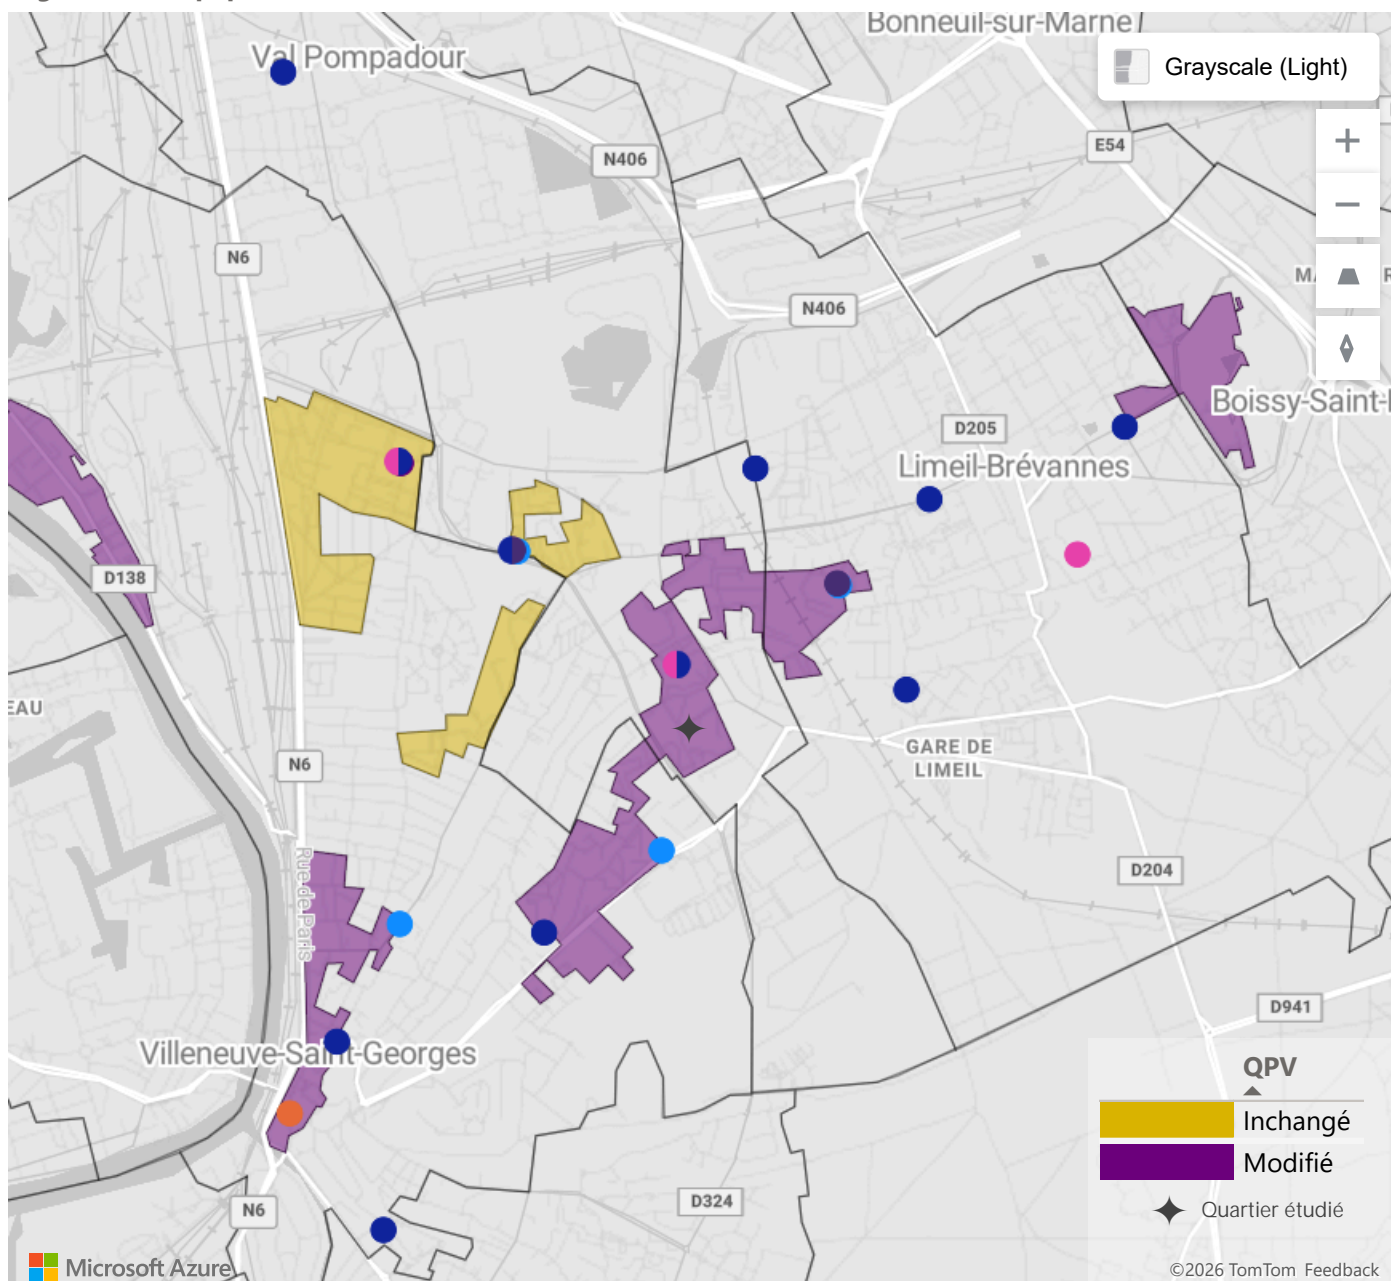 Bonneuil-sur-Marne
Val Pompadour
Grayscale (Light)
N406
E54
N6
N406
Boissy-Saint-
D205
Limeil-Brévannes
D138
EAU
GARE DE
LIMEIL
N6
Rue de Paris
D204
D941
Villeneuve-Saint-Georges
QPV
Inchangé
Modifié
Quartier étudié
D324
N6
Microsoft Azure
©2026 TomTom Feedback